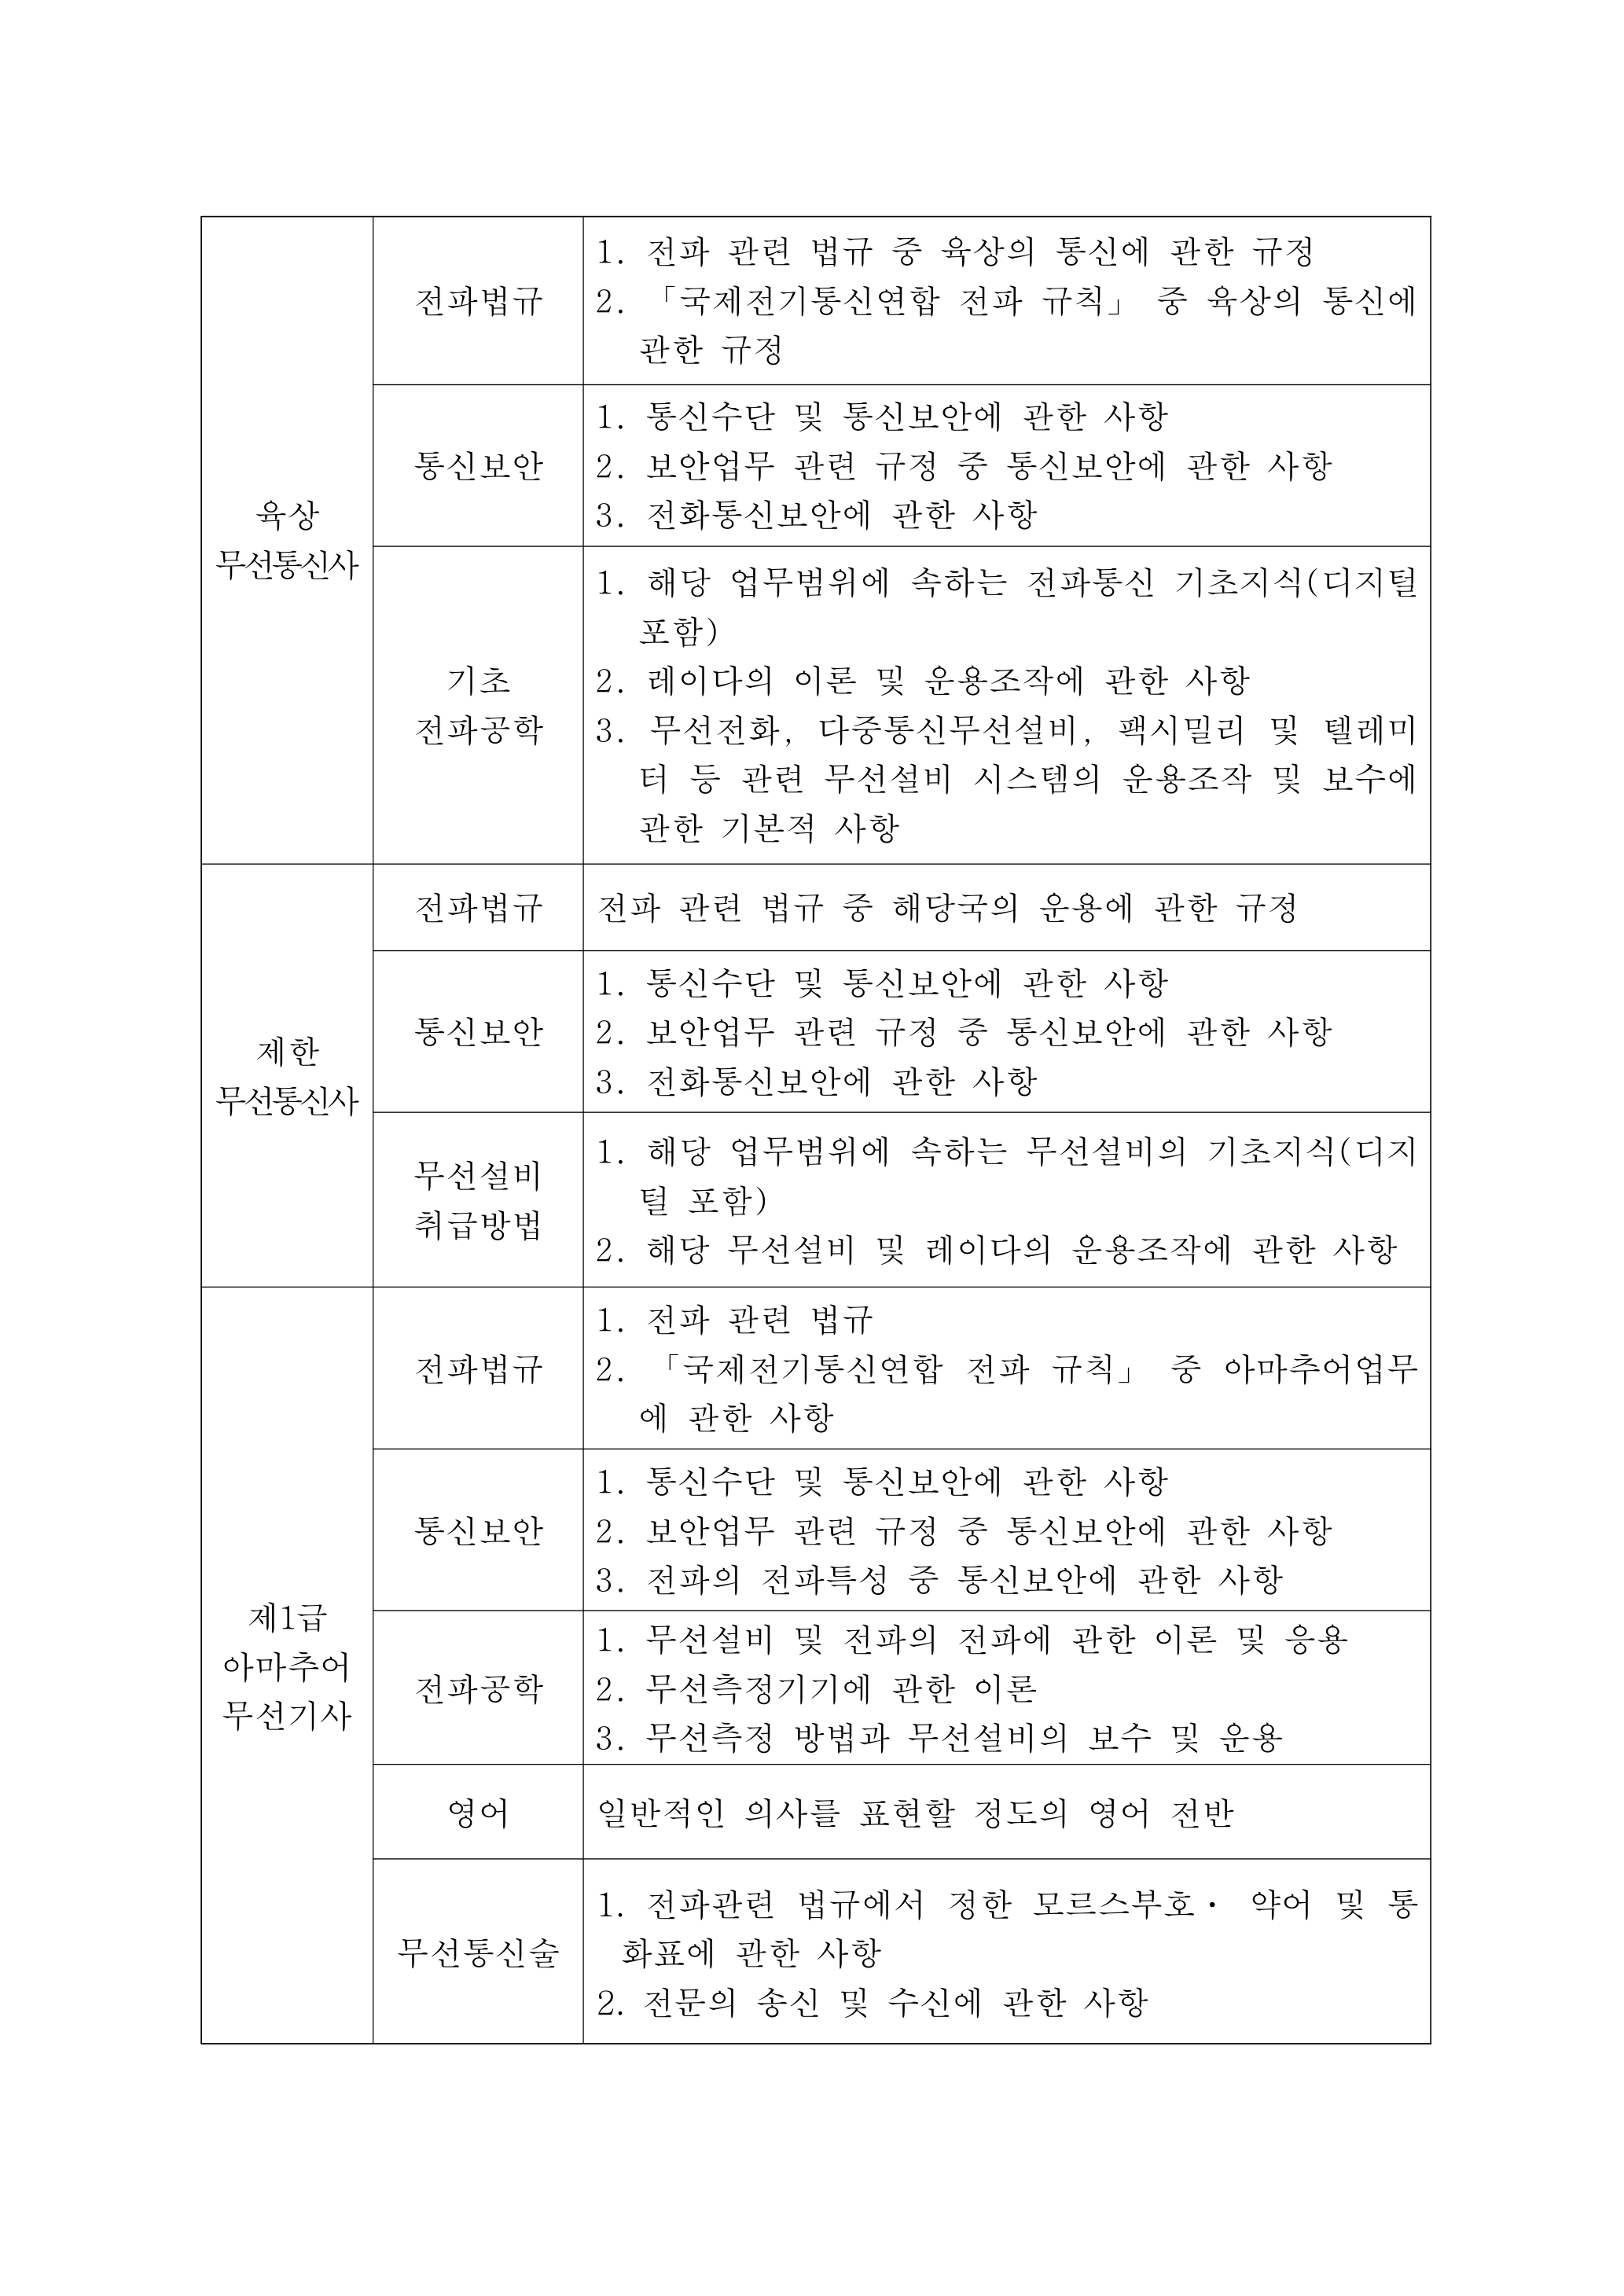 육상
무선통신사
전파법규
1. 전파 관련 법규 중 육상의 통신에 관한 규정
2. 「국제전기통신연합 전파 규칙」 중 육상의 통신에
관한 규정
통신보안
1. 통신수단 및 통신보안에 관한 사항
2. 보안업무 관련 규정 중 통신보안에 관한 사항
3. 전화통신보안에 관한 사항
기초
전파공학
1. 해당 업무범위에 속하는 전파통신 기초지식(디지털
포함)
2. 레이다의 이론 및 운용조작에 관한 사항
3. 무선전화, 다중통신무선설비, 팩시밀리 및 텔레미
터 등 관련 무선설비 시스템의 운용조작 및 보수에
관한 기본적 사항
제한
무선통신사
전파법규
전파 관련 법규 중 해당국의 운용에 관한 규정
통신보안
1. 통신수단 및 통신보안에 관한 사항
2. 보안업무 관련 규정 중 통신보안에 관한 사항
3. 전화통신보안에 관한 사항
무선설비
취급방법
1. 해당 업무범위에 속하는 무선설비의 기초지식(디지
털 포함)
2. 해당 무선설비 및 레이다의 운용조작에 관한 사항
제1급
아마추어
무선기사
전파법규
1. 전파 관련 법규
2. 「국제전기통신연합 전파 규칙」 중 아마추어업무
에 관한 사항
통신보안
1. 통신수단 및 통신보안에 관한 사항
2. 보안업무 관련 규정 중 통신보안에 관한 사항
3. 전파의 전파특성 중 통신보안에 관한 사항
전파공학
1. 무선설비 및 전파의 전파에 관한 이론 및 응용
2. 무선측정기기에 관한 이론
3. 무선측정 방법과 무선설비의 보수 및 운용
영어
일반적인 의사를 표현할 정도의 영어 전반
무선통신술
1. 전파관련 법규에서 정한 모르스부호· 약어 및 통
화표에 관한 사항
2. 전문의 송신 및 수신에 관한 사항